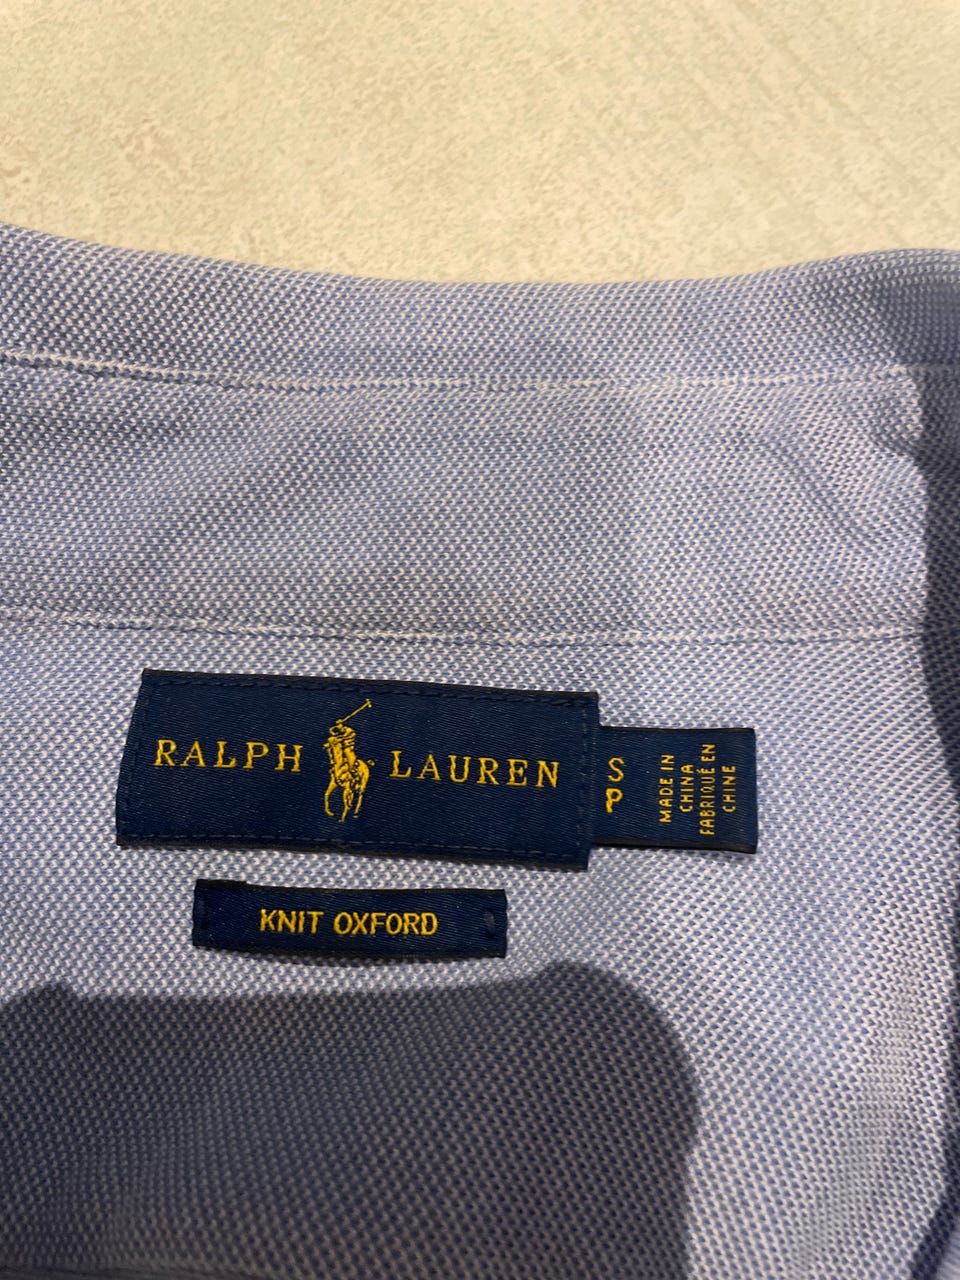 RALPH LAUREN
S
P
MADE IN
CHINA
FABRIQUÉ EN
CHINE
KNIT OXFORD